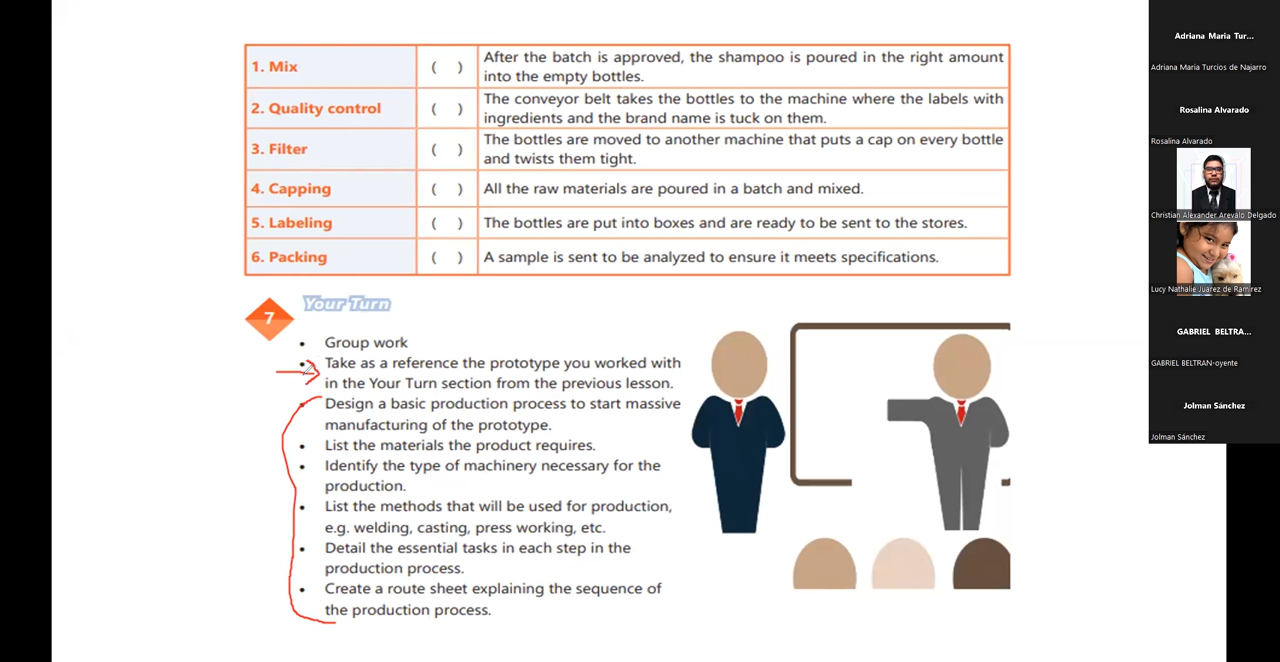 1. Mix ( ) After the batch is approved, the shampoo is poured in the right amount
into the empty bottles.
2. Quality control ( ) The conveyor belt takes the bottles to the machine where the labels with
ingredients and the brand name is tuck on them.
3. Filter ( ) The bottles are moved to another machine that puts a cap on every bottle
and twists them tight.
4. Capping ( ) All the raw materials are poured in a batch and mixed.
5. Labeling ( ) The bottles are put into boxes and are ready to be sent to the stores.
6. Packing ( ) A sample is sent to be analyzed to ensure it meets specifications.
7 Your Turn
• Group work
• Take as a reference the prototype you worked with
in the Your Turn section from the previous lesson.
• Design a basic production process to start massive
manufacturing of the prototype.
• List the materials the product requires.
• Identify the type of machinery necessary for the
production.
• List the methods that will be used for production,
e.g. welding, casting, press working, etc.
• Detail the essential tasks in each step in the
production process.
• Create a route sheet explaining the sequence of
the production process.
Adriana Maria Tur...
Adriana Maria Turcios de Najarro
Rosalina Alvarado
Rosalina Alvarado
Christian Alexander Arevalo Delgado
Lucy Nathalie Juarez de Ramirez
GABRIEL BELTRA...
GABRIEL BELTRAN-oyente
Jolman Sánchez
Jolman Sánchez